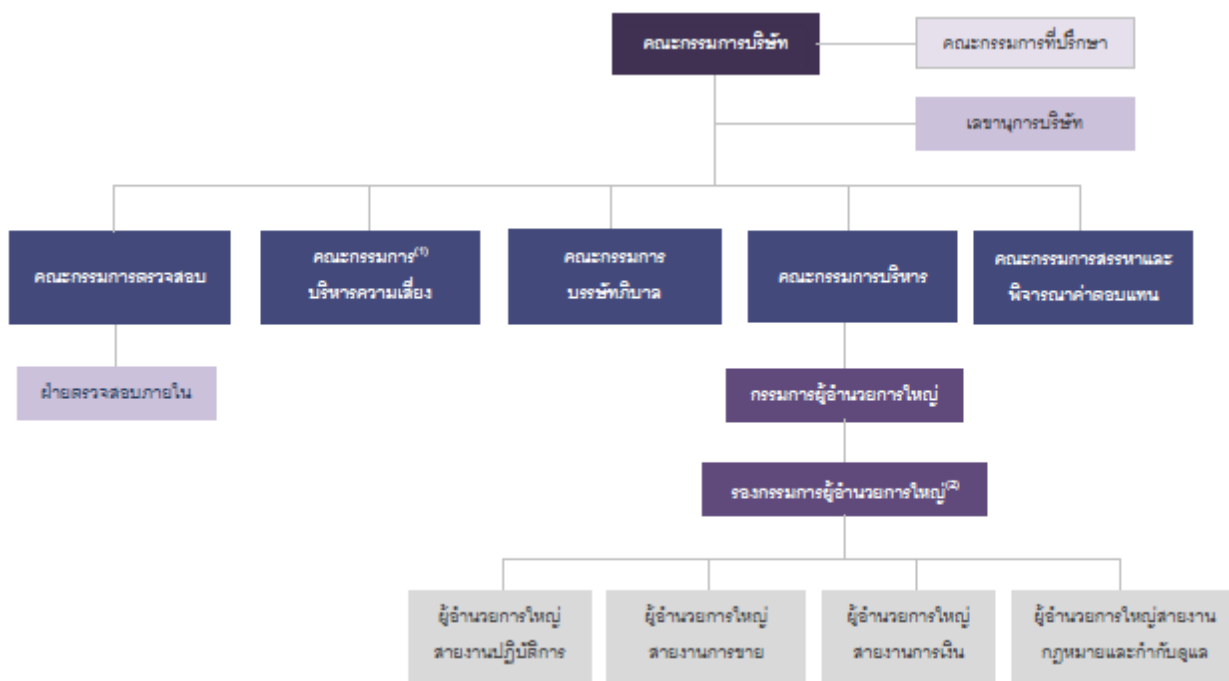 คณะกรรมการบริษัท
คณะกรรมการที่ปรึกษา
เลขานุการบริษัท
คณะกรรมการตรวจสอบ
คณะกรรมการ(1)
บริหารความเสี่ยง
คณะกรรมการ
บรรษัทภิบาล
คณะกรรมการบริหาร
คณะกรรมการสรรหาและ
พิจารณาค่าตอบแทน
ฝ่ายตรวจสอบภายใน
กรรมการผู้อำนวยการใหญ่
รองกรรมการผู้อำนวยการใหญ่(2)
ผู้อำนวยการใหญ่
สายงานปฏิบัติการ
ผู้อำนวยการใหญ่
สายงานการขาย
ผู้อำนวยการใหญ่
สายงานการเงิน
ผู้อำนวยการใหญ่สายงาน
กฎหมายและกำกับดูแล